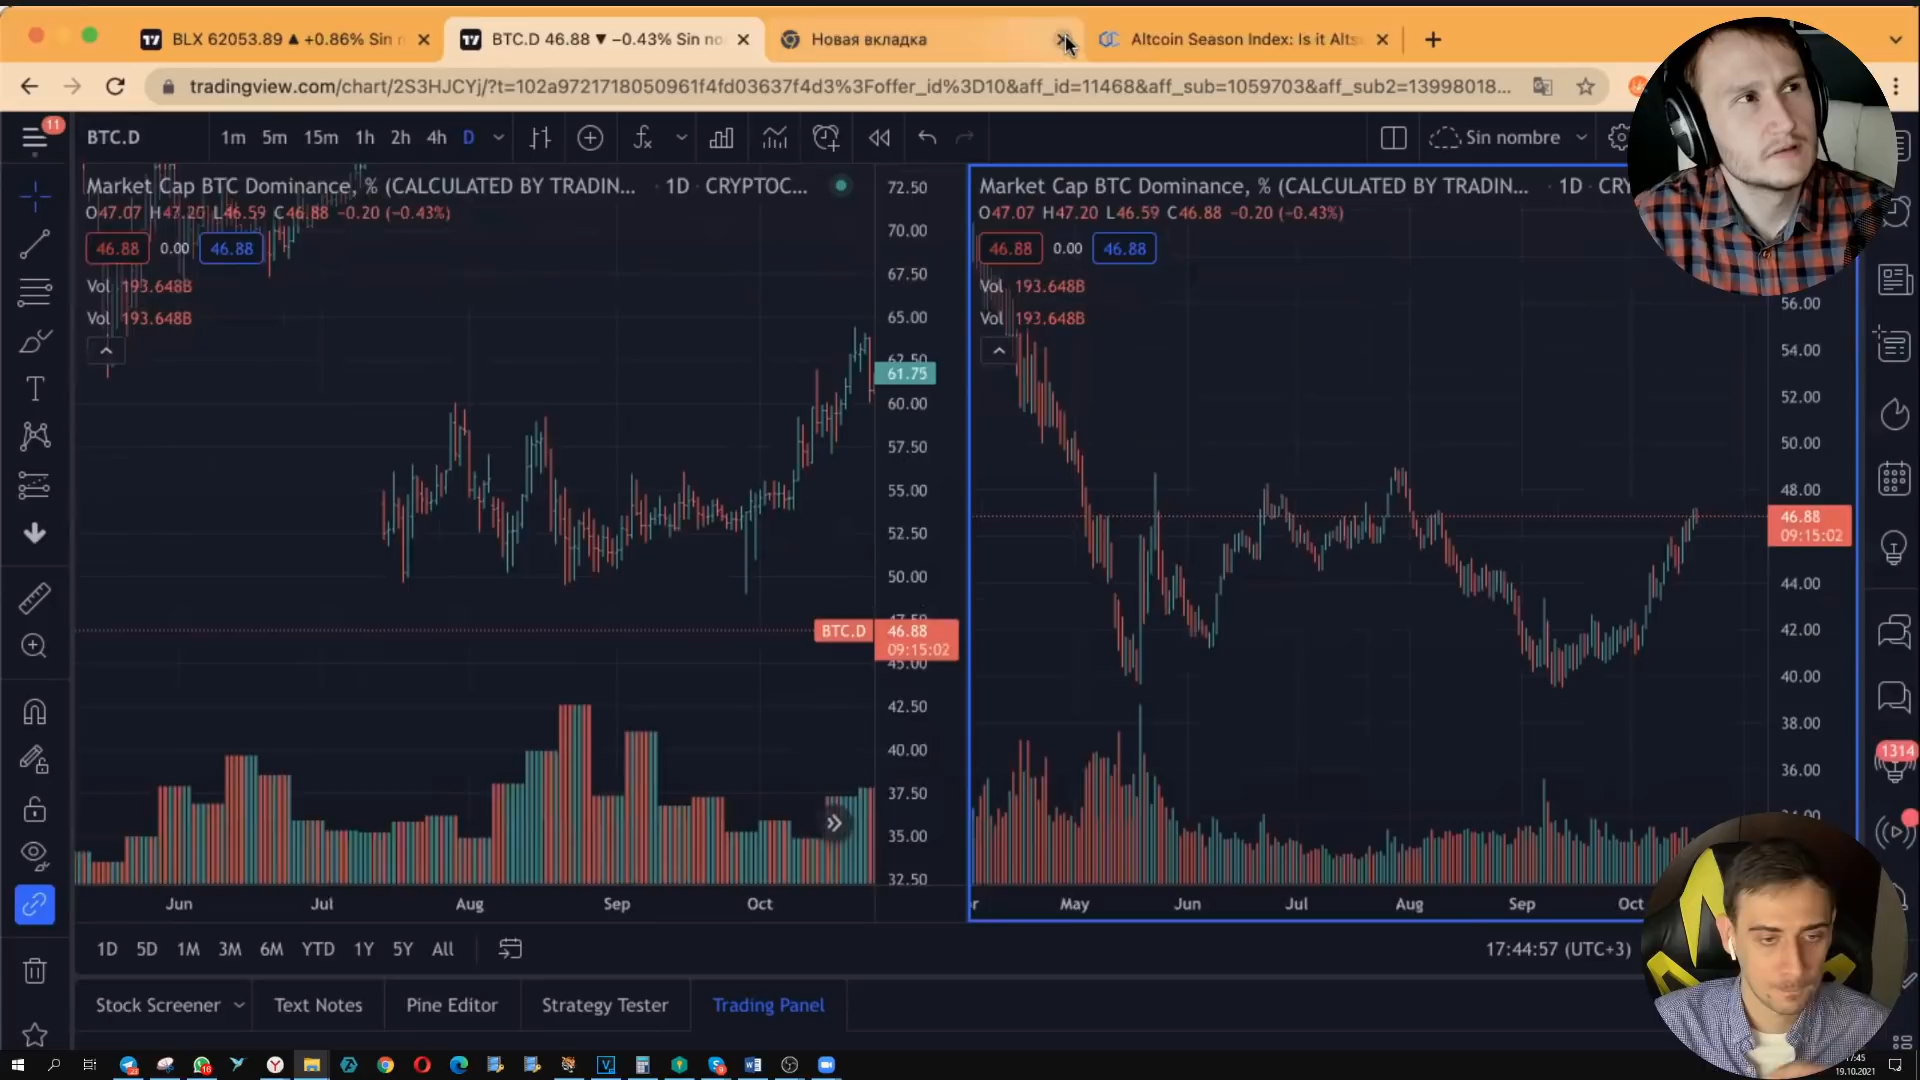 BLX 62053.89 ▲ +0.86% Sin n
BTC.D 46.88 ▼ −0.43% Sin no
Новая вкладка
Altcoin Season Index: Is it Alts
tradingview.com/chart/2S3HJCYj/?t=102a9721718050961f4fd03637f4d3%3Foffer_id%3D10&aff_id=11468&aff_sub=1059703&aff_sub2=13998018...
11
BTC.D
1m 5m 15m 1h 2h 4h D
Sin nombre
Market Cap BTC Dominance, % (CALCULATED BY TRADIN... · 1D · CRYPTOC...
O47.07 H47.20 L46.59 C46.88 −0.20 (−0.43%)
46.88 0.00 46.88
Vol 193.648B
Vol 193.648B
72.50
70.00
67.50
65.00
62.50
61.75
60.00
57.50
55.00
52.50
50.00
BTC.D 46.88
09:15:02
45.00
42.50
40.00
37.50
35.00
32.50
Jun Jul Aug Sep Oct
Market Cap BTC Dominance, % (CALCULATED BY TRADIN... · 1D · CRY
O47.07 H47.20 L46.59 C46.88 −0.20 (−0.43%)
46.88 0.00 46.88
Vol 193.648B
Vol 193.648B
56.00
54.00
52.00
50.00
48.00
46.88
09:15:02
44.00
42.00
40.00
38.00
36.00
May Jun Jul Aug Sep Oct
1314
1D 5D 1M 3M 6M YTD 1Y 5Y All
17:44:57 (UTC+3)
Stock Screener Text Notes Pine Editor Strategy Tester Trading Panel
17:45
19.10.2021